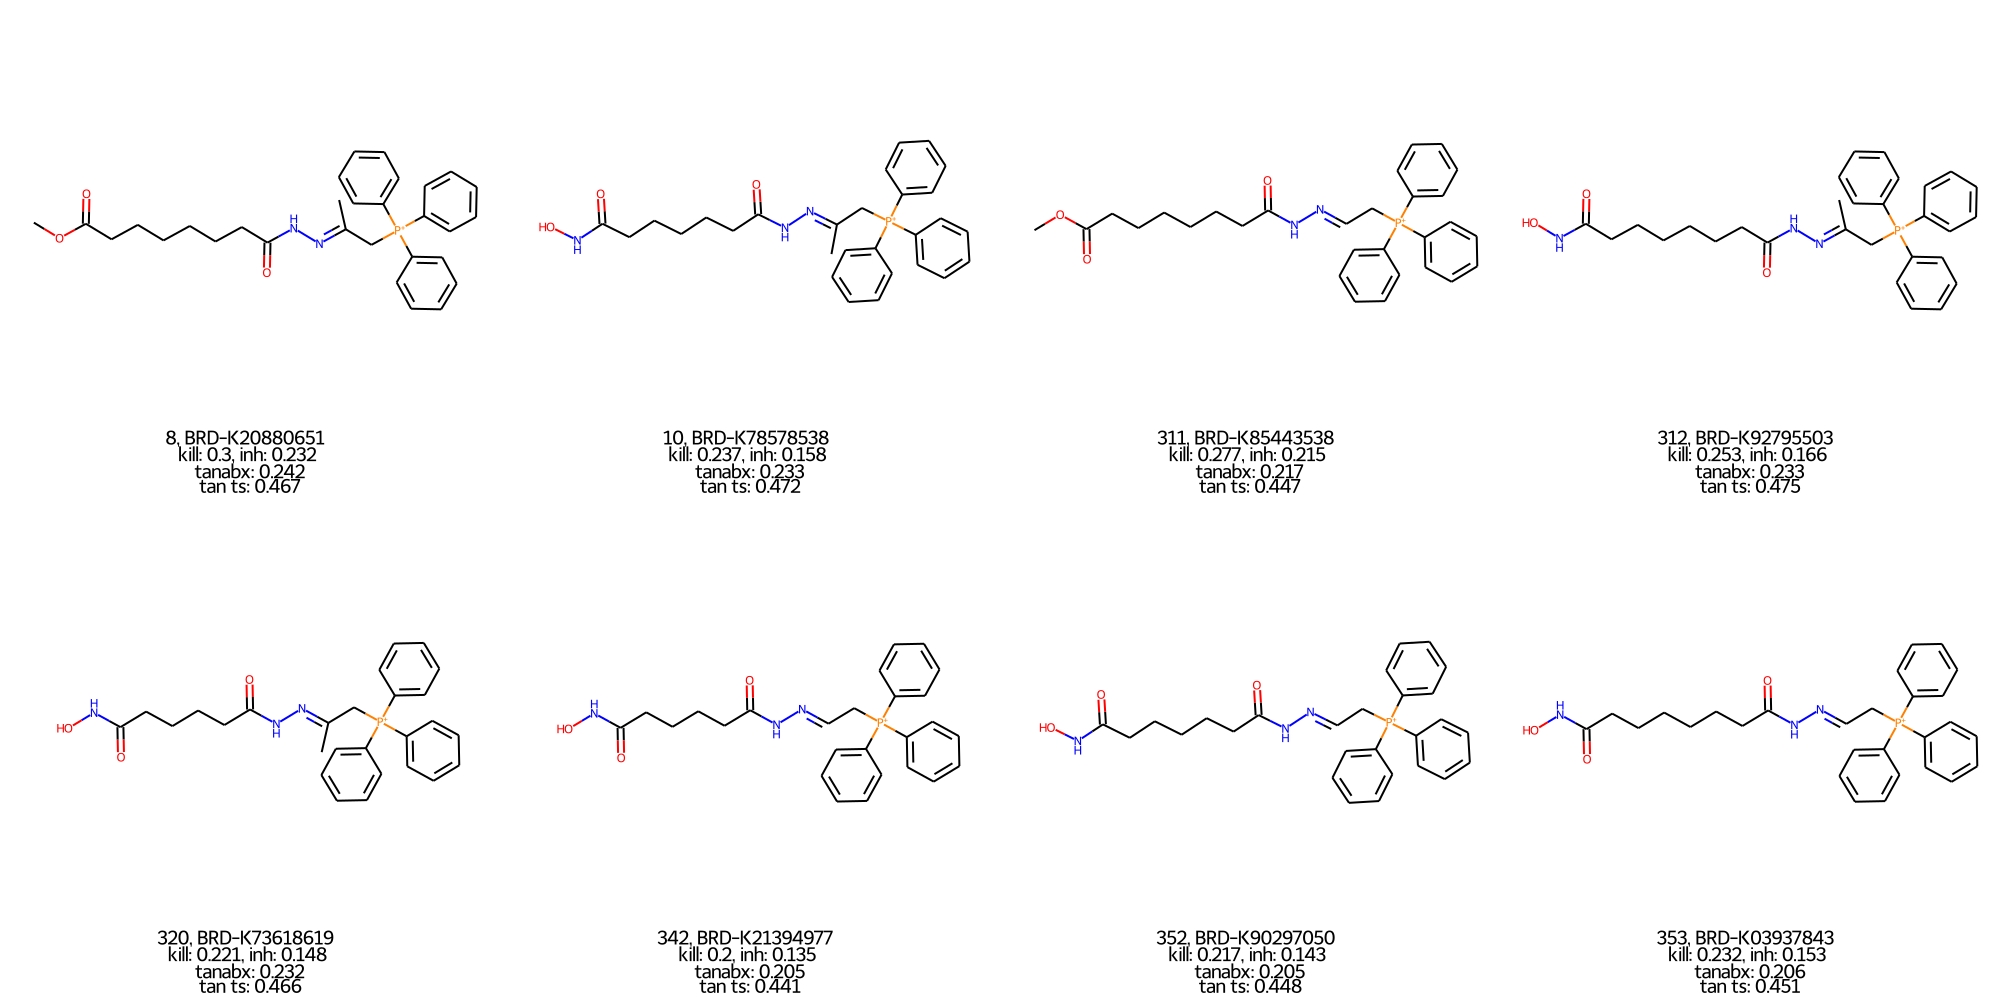 O
O
H
N
N
O
P+
8, BRD-K20880651
kill: 0.3, inh: 0.232
tanabx: 0.242
tan ts: 0.467
HO
N
H
O
O
N
H
N
P+
10, BRD-K78578538
kill: 0.237, inh: 0.158
tanabx: 0.233
tan ts: 0.472
O
O
O
N
H
N
P+
311, BRD-K85443538
kill: 0.277, inh: 0.215
tanabx: 0.217
tan ts: 0.447
HO
N
H
O
O
H
N
N
P+
312, BRD-K92795503
kill: 0.253, inh: 0.166
tanabx: 0.233
tan ts: 0.475
HO
H
N
O
O
N
H
N
P+
320, BRD-K73618619
kill: 0.221, inh: 0.148
tanabx: 0.232
tan ts: 0.466
HO
H
N
O
O
N
H
N
P+
342, BRD-K21394977
kill: 0.2, inh: 0.135
tanabx: 0.205
tan ts: 0.441
HO
N
H
O
O
N
H
N
P+
352, BRD-K90297050
kill: 0.217, inh: 0.143
tanabx: 0.205
tan ts: 0.448
HO
H
N
O
O
N
H
N
P+
353, BRD-K03937843
kill: 0.232, inh: 0.153
tanabx: 0.206
tan ts: 0.451